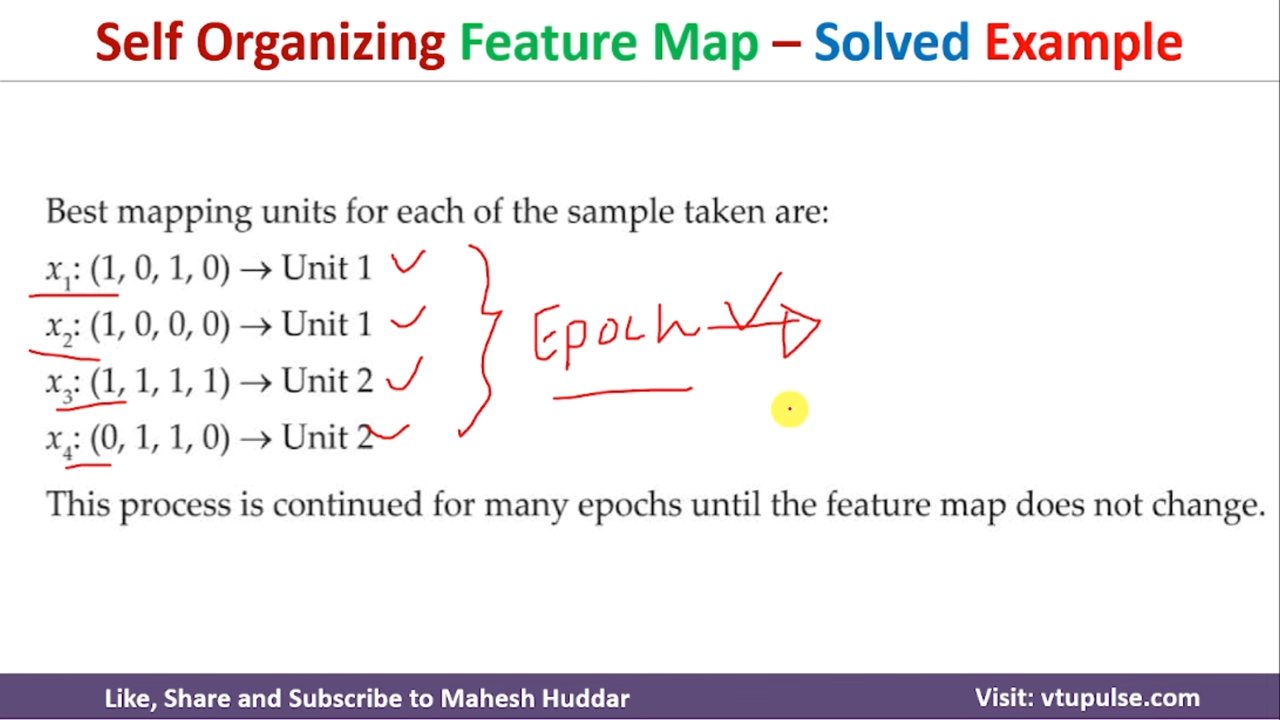 Self Organizing Feature Map – Solved Example
Best mapping units for each of the sample taken are:
x₁: (1, 0, 1, 0) → Unit 1
x₂: (1, 0, 0, 0) → Unit 1
x₃: (1, 1, 1, 1) → Unit 2
x₄: (0, 1, 1, 0) → Unit 2
Epoch
This process is continued for many epochs until the feature map does not change.
Like, Share and Subscribe to Mahesh Huddar
Visit: vtupulse.com